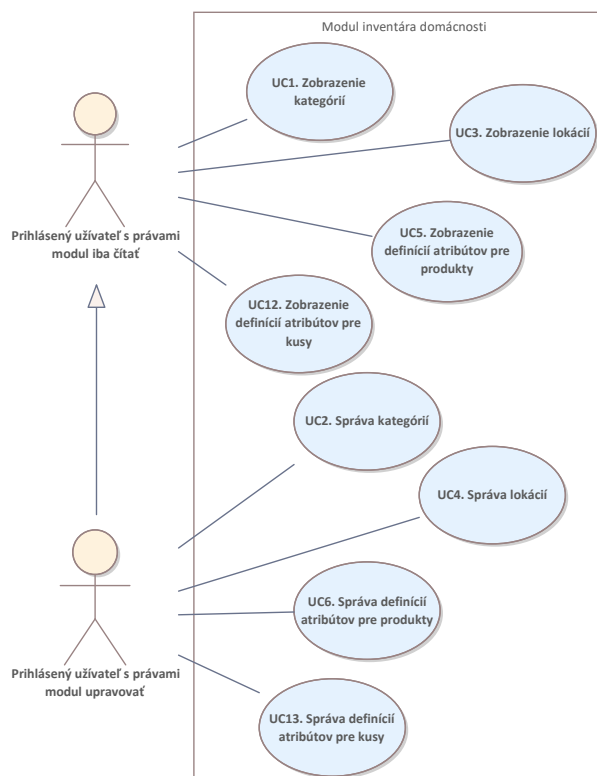 Modul inventára domácnosti
UC1. Zobrazenie
kategórií
UC3. Zobrazenie lokácií
Prihlásený užívateľ s právami
modul iba čítať
UC5. Zobrazenie
definícií atribútov pre
produkty
UC12. Zobrazenie
definícií atribútov pre
kusy
UC2. Správa kategórií
UC4. Správa lokácií
UC6. Správa definícií
atribútov pre produkty
Prihlásený užívateľ s právami
modul upravovať
UC13. Správa definícií
atribútov pre kusy